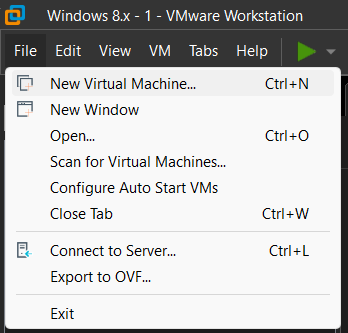 Windows 8.x - 1 - VMware Workstation
File Edit View VM Tabs Help
New Virtual Machine... Ctrl+N
New Window
Open... Ctrl+O
Scan for Virtual Machines...
Configure Auto Start VMs
Close Tab Ctrl+W
Connect to Server... Ctrl+L
Export to OVF...
Exit